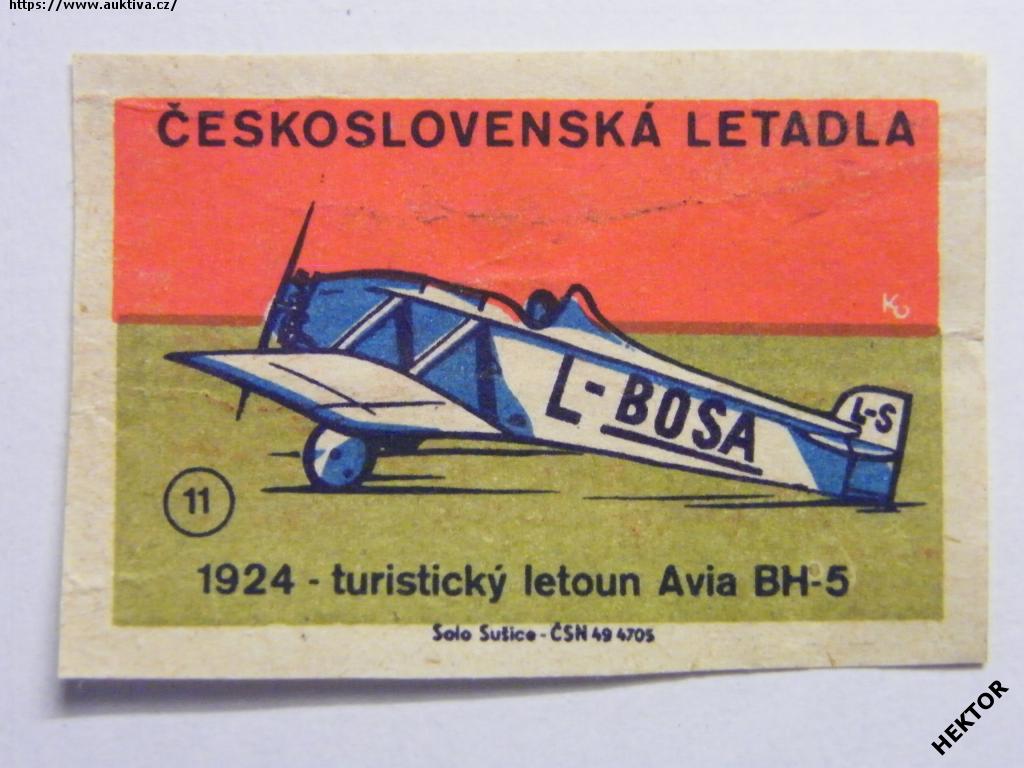 https://www.auktiva.cz/
ČESKOSLOVENSKÁ LETADLA
KU
L-BOSA
L-S
11
1924 - turistický letoun Avia BH-5
Solo Sušice - ČSN 49 4705
HEKTOR